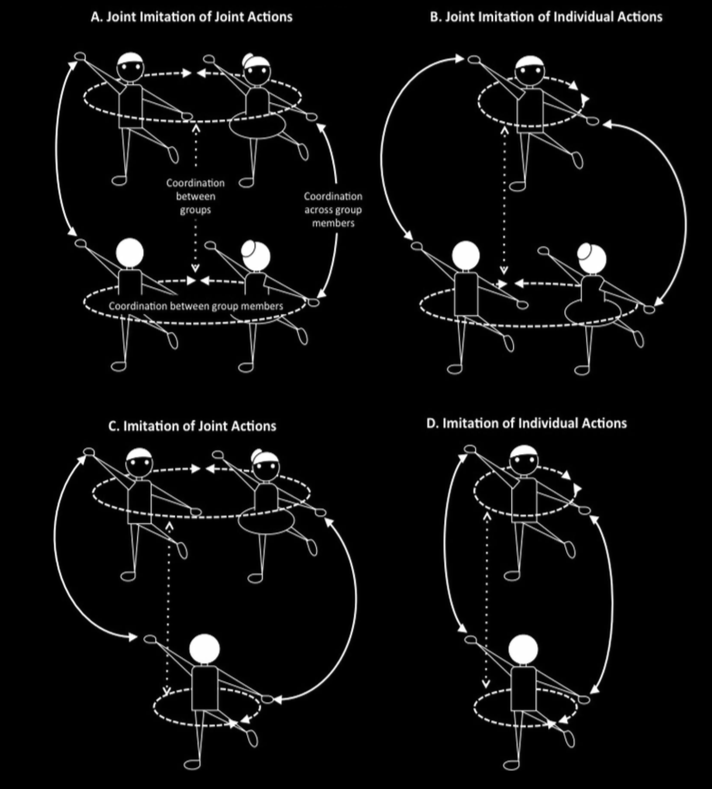 A. Joint Imitation of Joint Actions
B. Joint Imitation of Individual Actions
Coordination
between
groups
Coordination
across group
members
Coordination between group members
C. Imitation of Joint Actions
D. Imitation of Individual Actions